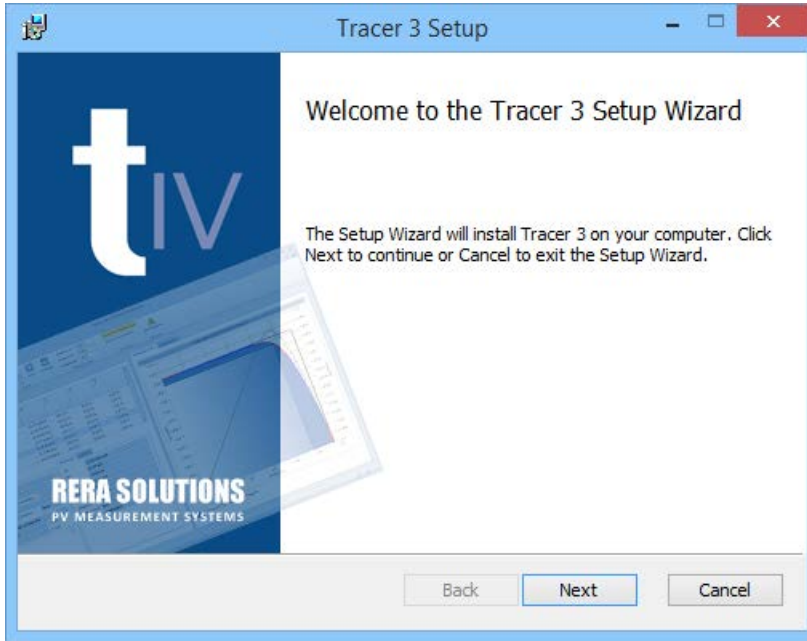 Tracer 3 Setup
Welcome to the Tracer 3 Setup Wizard
The Setup Wizard will install Tracer 3 on your computer. Click
Next to continue or Cancel to exit the Setup Wizard.
tIV
RERA SOLUTIONS
PV MEASUREMENT SYSTEMS
Back
Next
Cancel